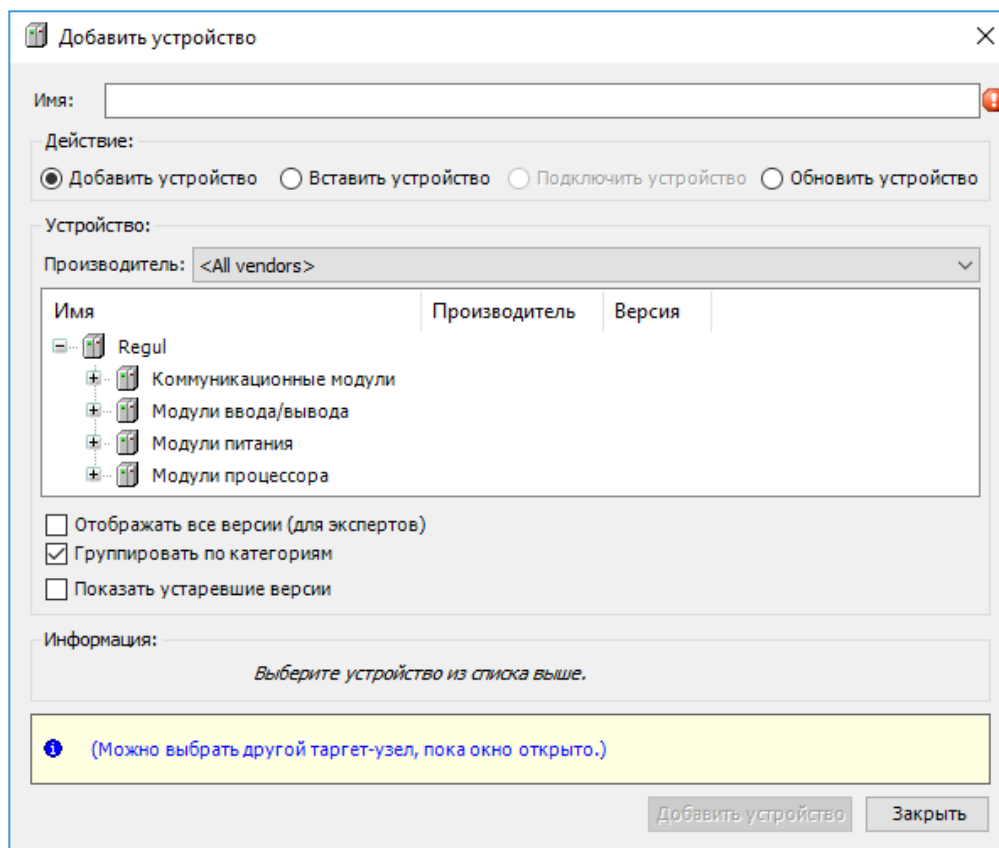 Добавить устройство
Имя:
Действие:
Добавить устройство Вставить устройство Подключить устройство Обновить устройство
Устройство:
Производитель: <All vendors>
Имя Производитель Версия
Regul
Коммуникационные модули
Модули ввода/вывода
Модули питания
Модули процессора
Отображать все версии (для экспертов)
Группировать по категориям
Показать устаревшие версии
Информация:
Выберите устройство из списка выше.
(Можно выбрать другой таргет-узел, пока окно открыто.)
Добавить устройство Закрыть